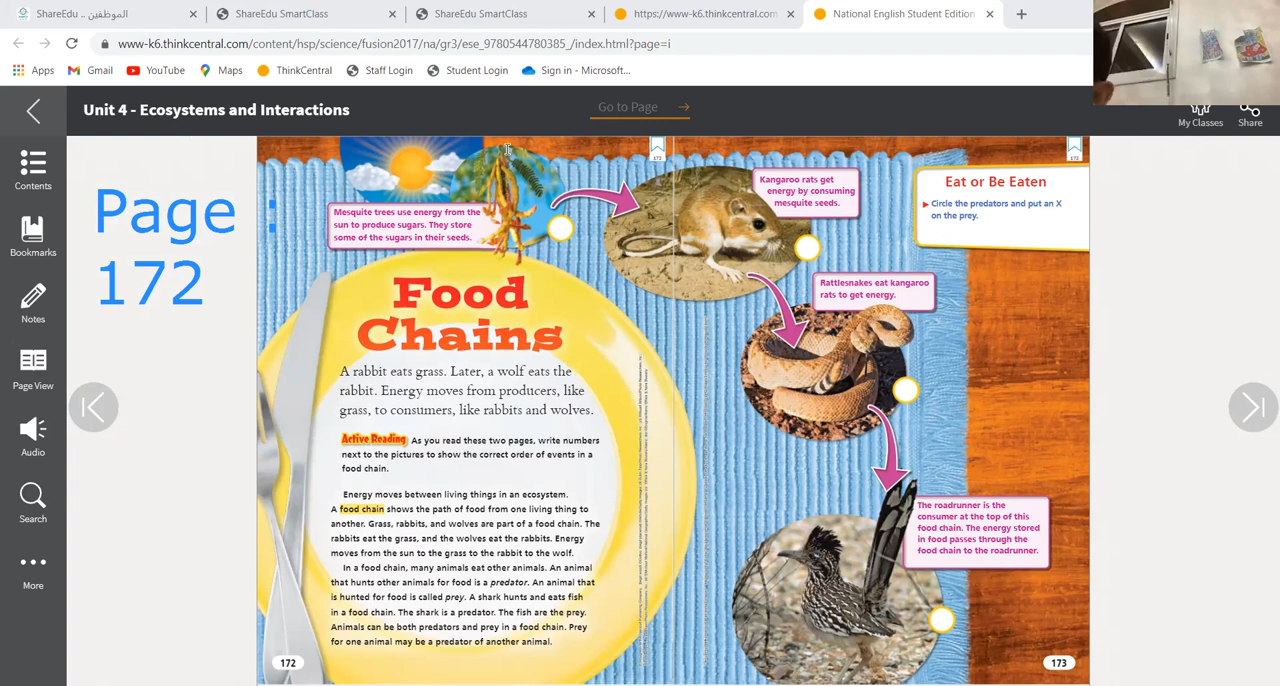 ShareEdu .. الموظفين
ShareEdu SmartClass
ShareEdu SmartClass
https://www-k6.thinkcentral.com
National English Student Edition
www-k6.thinkcentral.com/content/hsp/science/fusion2017/na/gr3/ese_9780544780385_/index.html?page=i
Apps
Gmail
YouTube
Maps
ThinkCentral
Staff Login
Student Login
Sign in - Microsoft...
Unit 4 - Ecosystems and Interactions
Go to Page
My Classes
Share
Contents
Bookmarks
Notes
Page View
Audio
Search
More
Page :
172
172
173
Mesquite trees use energy from the
sun to produce sugars. They store
some of the sugars in their seeds.
Kangaroo rats get
energy by consuming
mesquite seeds.
Eat or Be Eaten
Circle the predators and put an X
on the prey.
Rattlesnakes eat kangaroo
rats to get energy.
Food
Chains
A rabbit eats grass. Later, a wolf eats the
rabbit. Energy moves from producers, like
grass, to consumers, like rabbits and wolves.
Active Reading As you read these two pages, write numbers
next to the pictures to show the correct order of events in a
food chain.
Energy moves between living things in an ecosystem.
A food chain shows the path of food from one living thing to
another. Grass, rabbits, and wolves are part of a food chain. The
rabbits eat the grass, and the wolves eat the rabbits. Energy
moves from the sun to the grass to the rabbit to the wolf.
In a food chain, many animals eat other animals. An animal
that hunts other animals for food is a predator. An animal that
is hunted for food is called prey. A shark hunts and eats fish
in a food chain. The shark is a predator. The fish are the prey.
Animals can be both predators and prey in a food chain. Prey
for one animal may be a predator of another animal.
The roadrunner is the
consumer at the top of this
food chain. The energy stored
in food passes through the
food chain to the roadrunner.
172
173